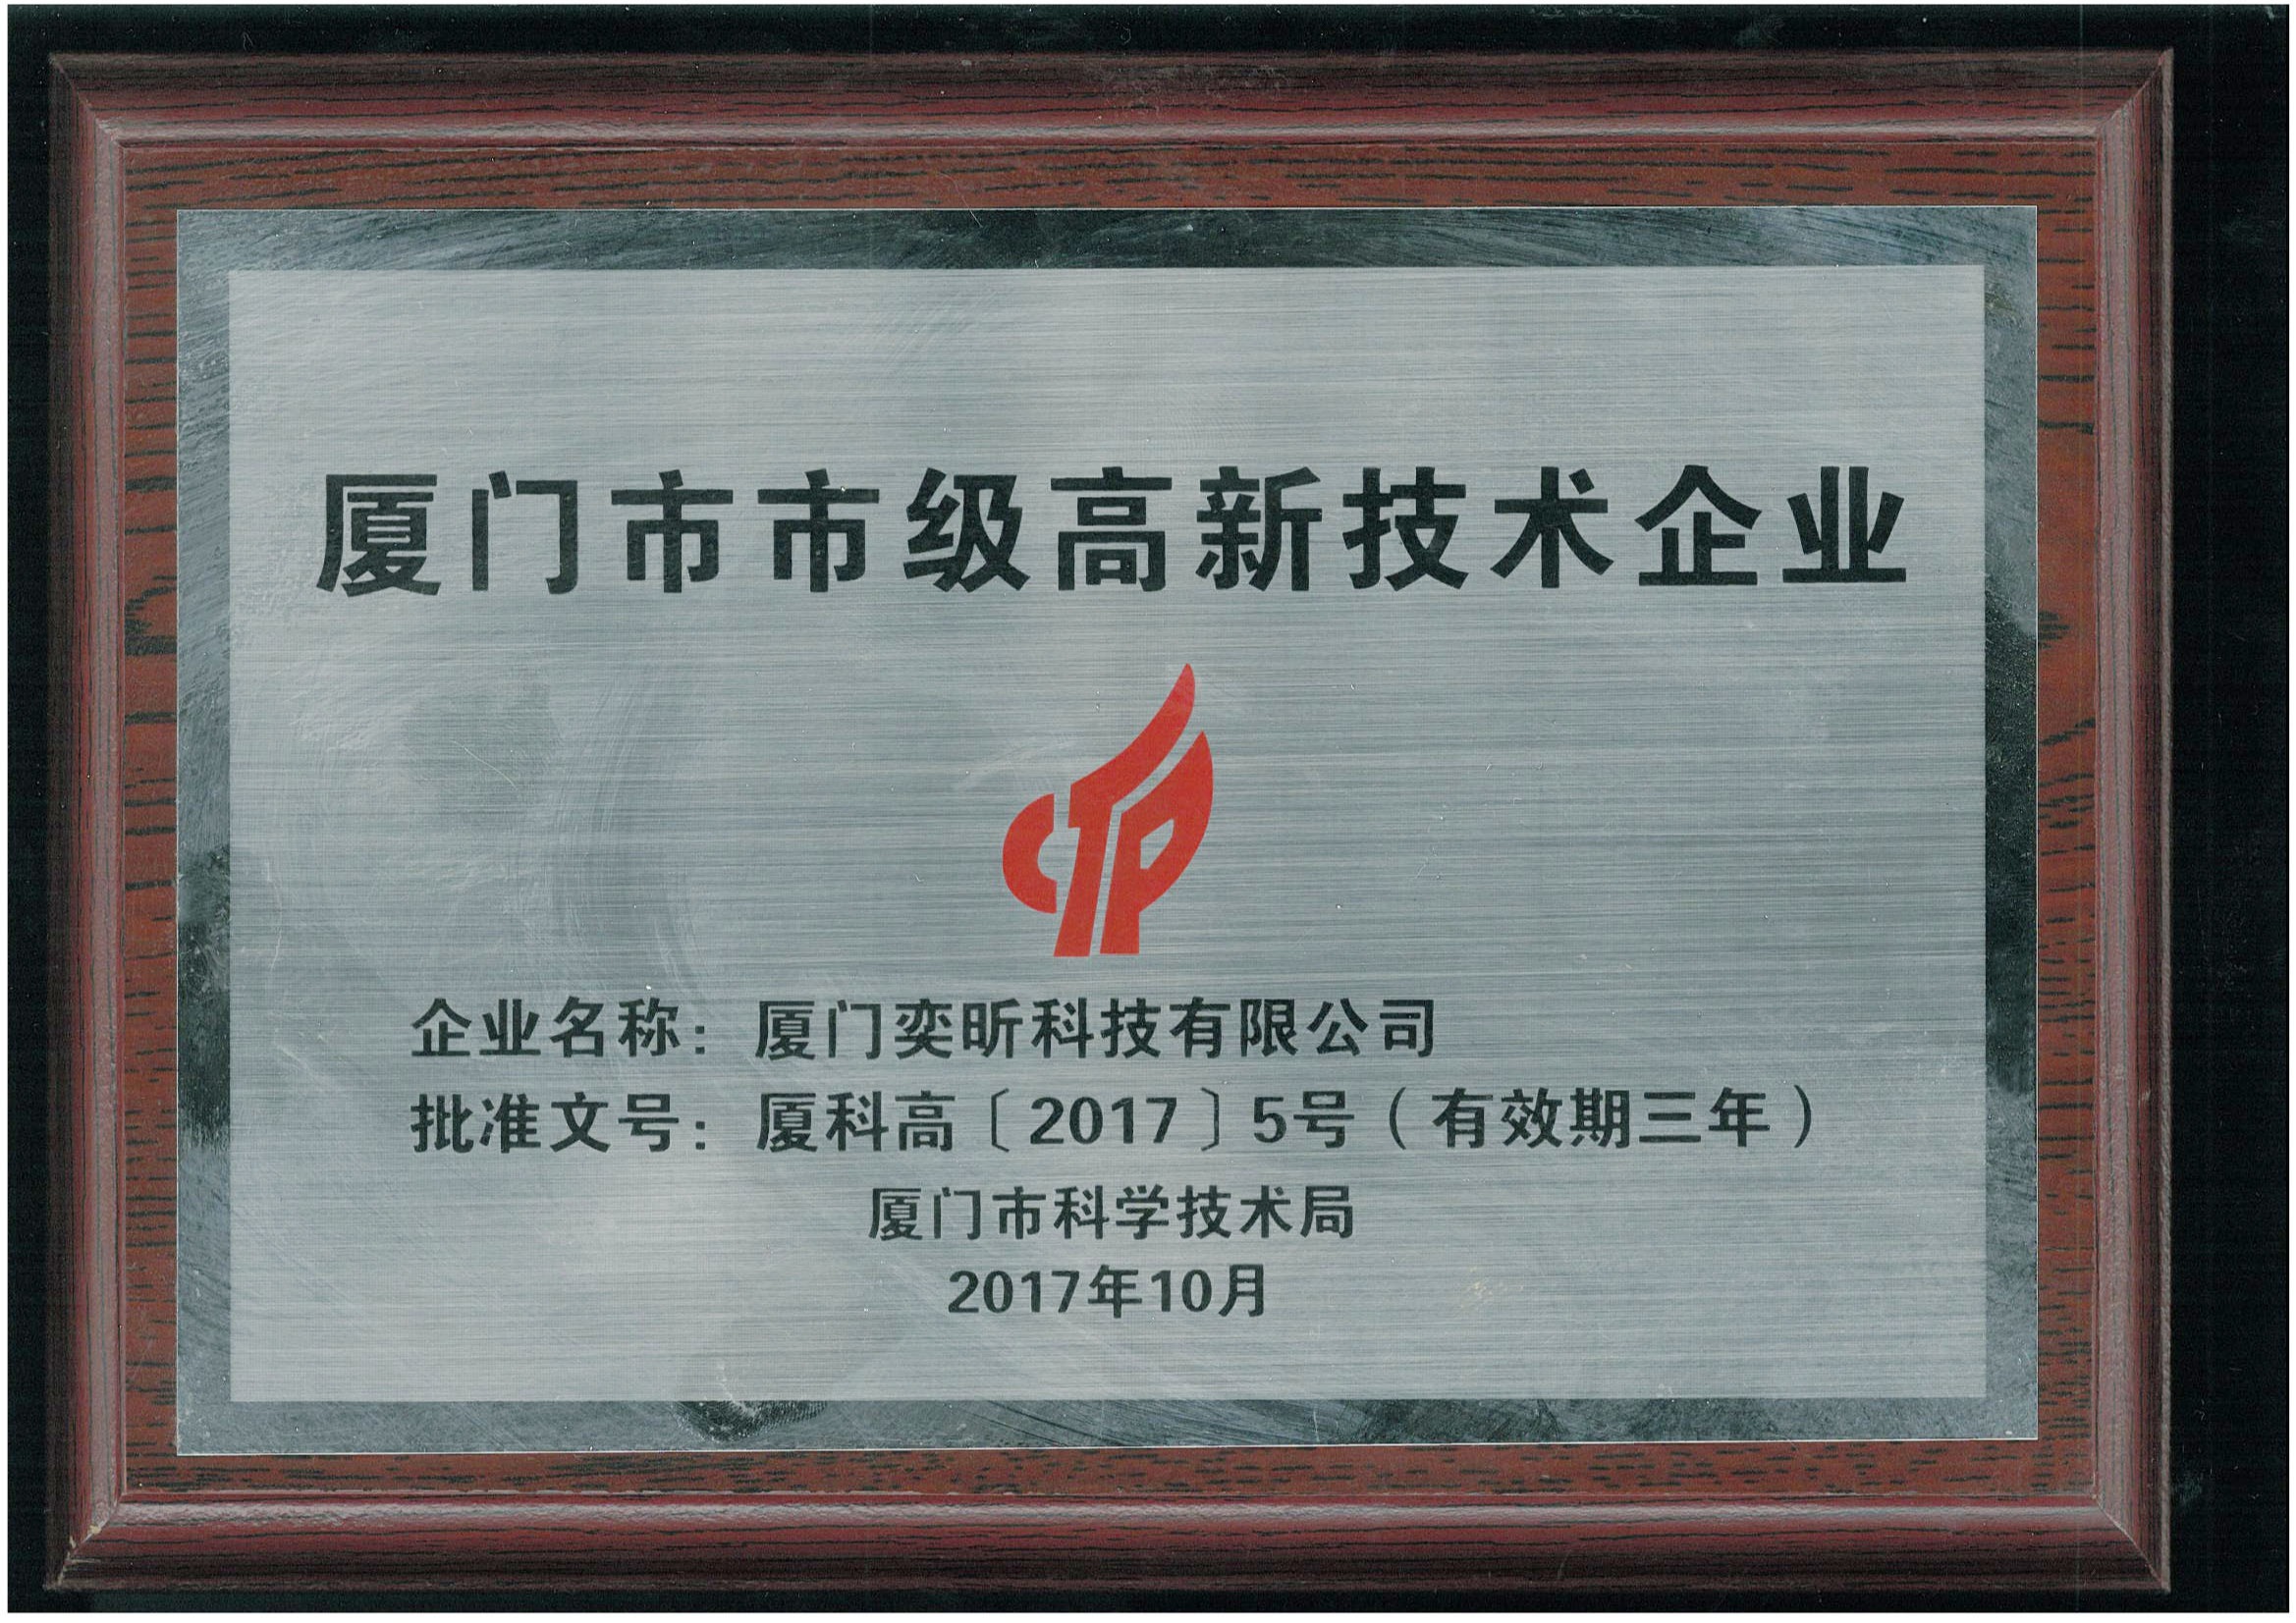 厦门市市级高新技术企业
CTP
企业名称：厦门奕昕科技有限公司
批准文号：厦科高〔2017〕5号（有效期三年）
厦门市科学技术局
2017年10月